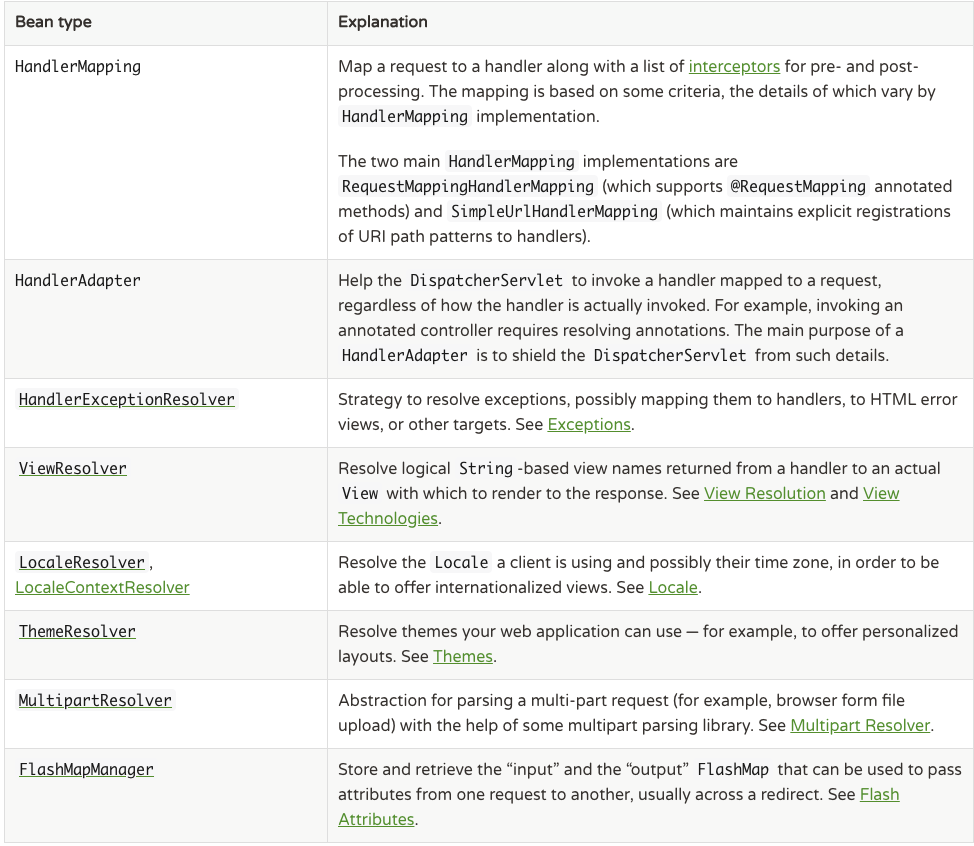 Bean type
Explanation
HandlerMapping
Map a request to a handler along with a list of interceptors for pre- and post-
processing. The mapping is based on some criteria, the details of which vary by
HandlerMapping implementation.
The two main HandlerMapping implementations are
RequestMappingHandlerMapping (which supports @RequestMapping annotated
methods) and SimpleUrlHandlerMapping (which maintains explicit registrations
of URI path patterns to handlers).
HandlerAdapter
Help the DispatcherServlet to invoke a handler mapped to a request,
regardless of how the handler is actually invoked. For example, invoking an
annotated controller requires resolving annotations. The main purpose of a
HandlerAdapter is to shield the DispatcherServlet from such details.
HandlerExceptionResolver
Strategy to resolve exceptions, possibly mapping them to handlers, to HTML error
views, or other targets. See Exceptions.
ViewResolver
Resolve logical String -based view names returned from a handler to an actual
View with which to render to the response. See View Resolution and View
Technologies.
LocaleResolver ,
LocaleContextResolver
Resolve the Locale a client is using and possibly their time zone, in order to be
able to offer internationalized views. See Locale.
ThemeResolver
Resolve themes your web application can use — for example, to offer personalized
layouts. See Themes.
MultipartResolver
Abstraction for parsing a multi-part request (for example, browser form file
upload) with the help of some multipart parsing library. See Multipart Resolver.
FlashMapManager
Store and retrieve the “input” and the “output” FlashMap that can be used to pass
attributes from one request to another, usually across a redirect. See Flash
Attributes.